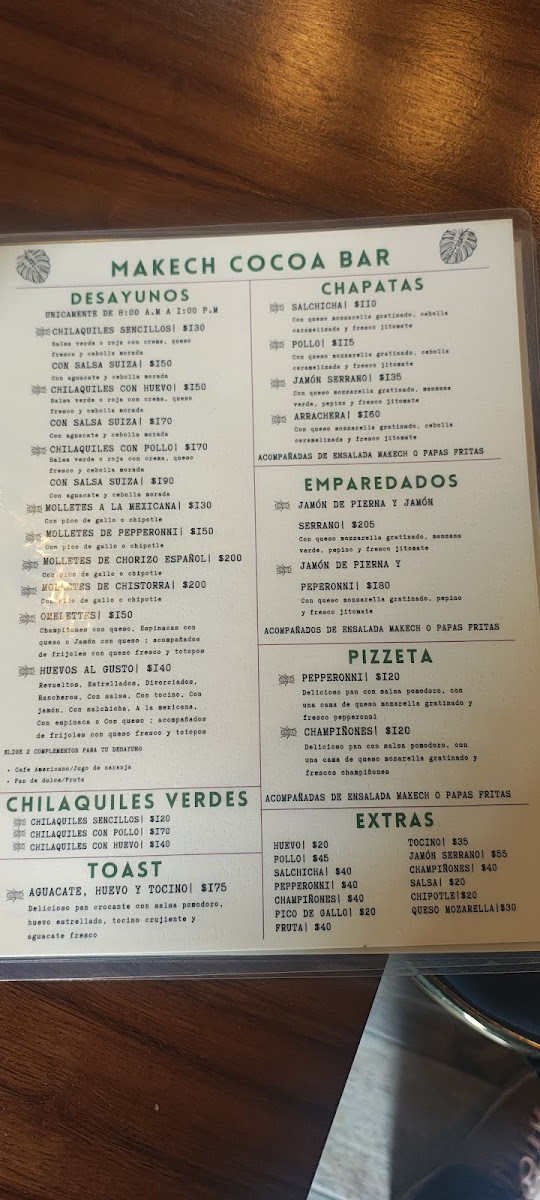 MAKECH COCOA BAR
DESAYUNOS
UNICAMENTE DE 8:00 A.M A 1:00 P.M
CHILAQUILES SENCILLOS| $130
Salsa verde o roja con crema, queso
fresco y cebolla morada
CON SALSA SUIZA| $150
Con aguacate y cebolla morada
CHILAQUILES CON HUEVO| $150
Salsa verde o roja con crema, queso
fresco y cebolla morada
CON SALSA SUIZA| $170
Con aguacate y cebolla morada
CHILAQUILES CON POLLO| $170
Salsa verde o roja con crema, queso
fresco y cebolla morada
CON SALSA SUIZA| $190
Con aguacate y cebolla morada
MOLLETES A LA MEXICANA| $130
Con pico de gallo o chipotle
MOLLETES DE PEPPERONNI| $150
Con pico de gallo o chipotle
MOLLETES DE CHORIZO ESPAÑOL| $200
Con pico de gallo o chipotle
MOLLETES DE CHISTORRA| $200
Con pico de gallo o chipotle
OMELETTES| $150
Champiñones con queso, Espinacas con
queso o Jamón con queso ; acompañados
de frijoles con queso fresco y totopos
HUEVOS AL GUSTO| $140
Revueltos, Estrellados, Divorciados,
Rancheros, Con salsa, Con tocino, Con
jamón, Con salchicha, A la mexicana,
Con espinaca o Con queso ; acompañados
de frijoles con queso fresco y totopos
ELIGE 2 COMPLEMENTOS PARA TU DESAYUNO
• Cafe Americano/Jugo de naranja
• Pan de dulce/Fruta
CHILAQUILES VERDES
CHILAQUILES SENCILLOS| $120
CHILAQUILES CON POLLO| $170
CHILAQUILES CON HUEVO| $140
TOAST
AGUACATE, HUEVO Y TOCINO| $175
Delicioso pan crocante con salsa pomodoro,
huevo estrellado, tocino crujiente y
aguacate fresco
CHAPATAS
SALCHICHA| $110
Con queso mozzarella gratinado, cebolla
caramelizada y fresco jitomate
POLLO| $115
Con queso mozzarella gratinado, cebolla
caramelizada y fresco jitomate
JAMÓN SERRANO| $135
Con queso mozzarella gratinado, manzana
verde, pepino y fresco jitomate
ARRACHERA| $160
Con queso mozzarella gratinado, cebolla
caramelizada y fresco jitomate
ACOMPAÑADAS DE ENSALADA MAKECH O PAPAS FRITAS
EMPAREDADOS
JAMÓN DE PIERNA Y JAMÓN
SERRANO| $205
Con queso mozzarella gratinado, manzana
verde, pepino y fresco jitomate
JAMÓN DE PIERNA Y
PEPERONNI| $180
Con queso mozzarella gratinado, pepino
y fresco jitomate
ACOMPAÑADOS DE ENSALADA MAKECH O PAPAS FRITAS
PIZZETA
PEPPERONNI| $120
Delicioso pan con salsa pomodoro, con
una cama de queso mozarella gratinado y
fresco pepperonni
CHAMPIÑONES| $120
Delicioso pan con salsa pomodoro, con
una cama de queso mozarella gratinado y
frescos champiñones
ACOMPAÑADAS DE ENSALADA MAKECH O PAPAS FRITAS
EXTRAS
HUEVO| $20
POLLO| $45
SALCHICHA| $40
PEPPERONNI| $40
CHAMPIÑONES| $40
PICO DE GALLO| $20
FRUTA| $40
TOCINO| $35
JAMÓN SERRANO| $55
CHAMPIÑONES| $40
SALSA| $20
CHIPOTLE|$20
QUESO MOZARELLA|$30